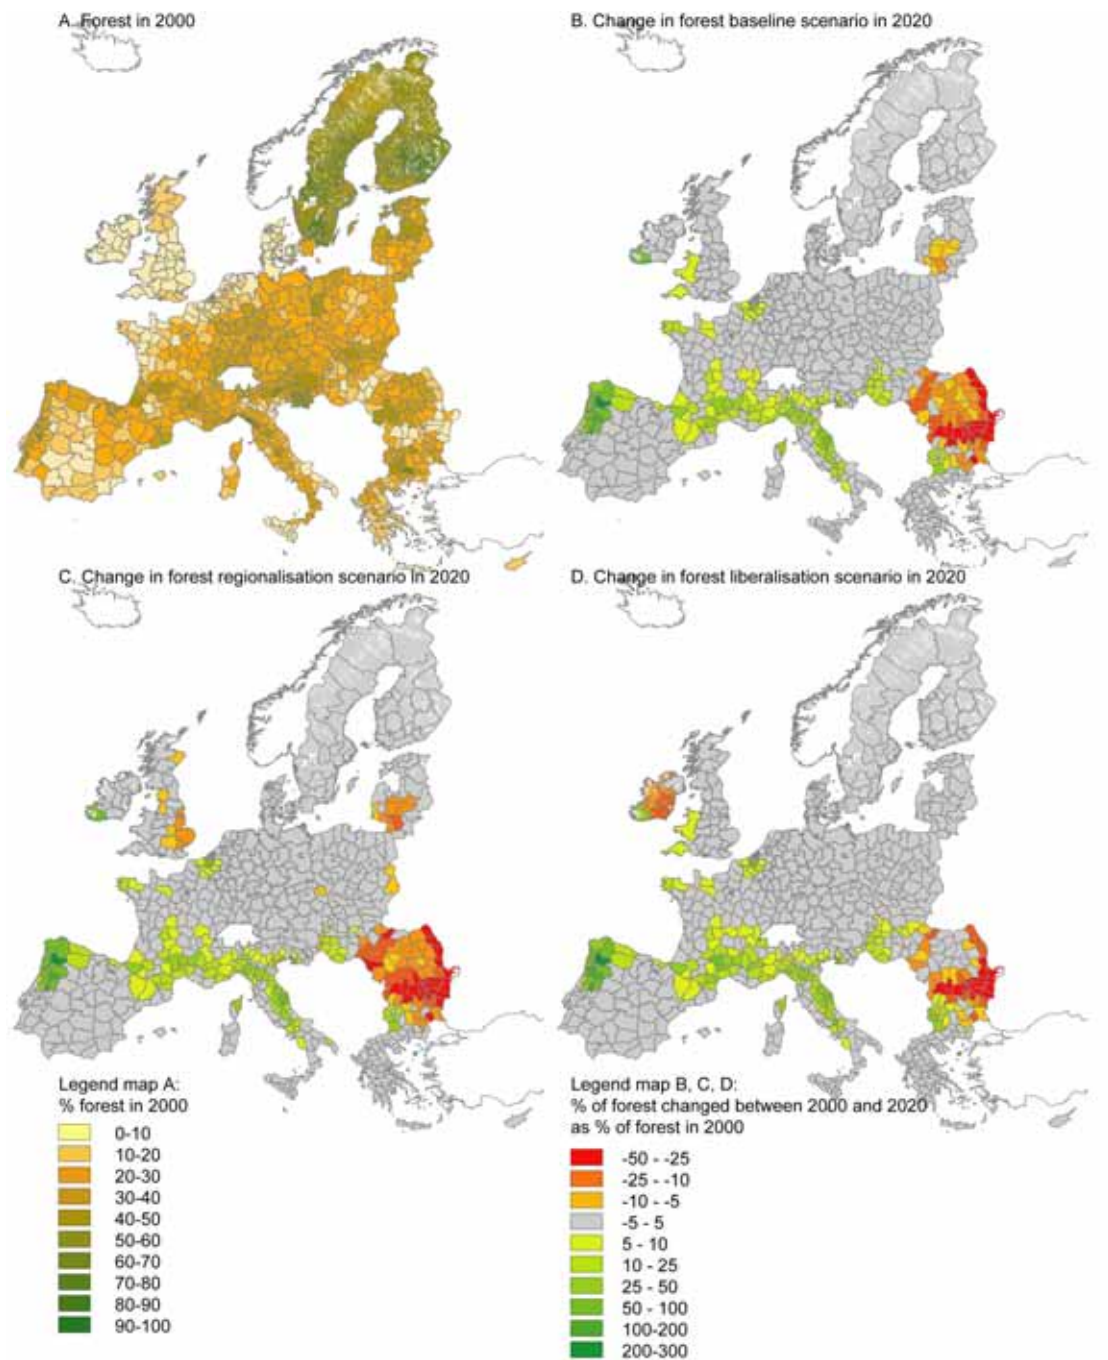 A. Forest in 2000
B. Change in forest baseline scenario in 2020
C. Change in forest regionalisation scenario in 2020
D. Change in forest liberalisation scenario in 2020
Legend map A:
% forest in 2000
0-10
10-20
20-30
30-40
40-50
50-60
60-70
70-80
80-90
90-100
Legend map B, C, D:
% of forest changed between 2000 and 2020
as % of forest in 2000
-50 - -25
-25 - -10
-10 - -5
-5 - 5
5 - 10
10 - 25
25 - 50
50 - 100
100-200
200-300